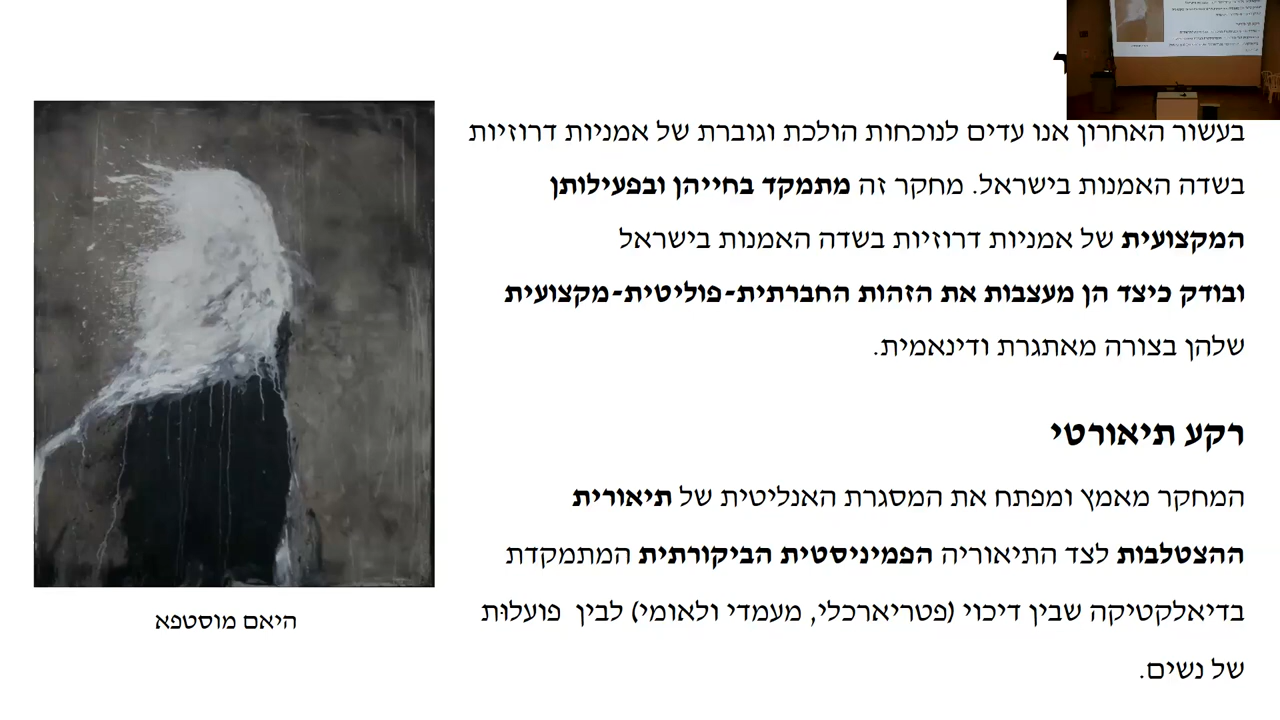 בעשור האחרון אנו עדים לנוכחות הולכת וגוברת של אמניות דרוזיות
בשדה האמנות בישראל. מחקר זה מתמקד בחייהן ובפעילותן
המקצועית של אמניות דרוזיות בשדה האמנות בישראל
ובודק כיצד הן מעצבות את הזהות החברתית-פוליטית-מקצועית
שלהן בצורה מאתגרת ודינאמית.
רקע תיאורטי
המחקר מאמץ ומפתח את המסגרת האנליטית של תיאורית
ההצטלבות לצד התיאוריה הפמיניסטית הביקורתית המתמקדת
בדיאלקטיקה שבין דיכוי (פטריארכלי, מעמדי ולאומי) לבין פועלוּת
של נשים.
היאם מוסטפא